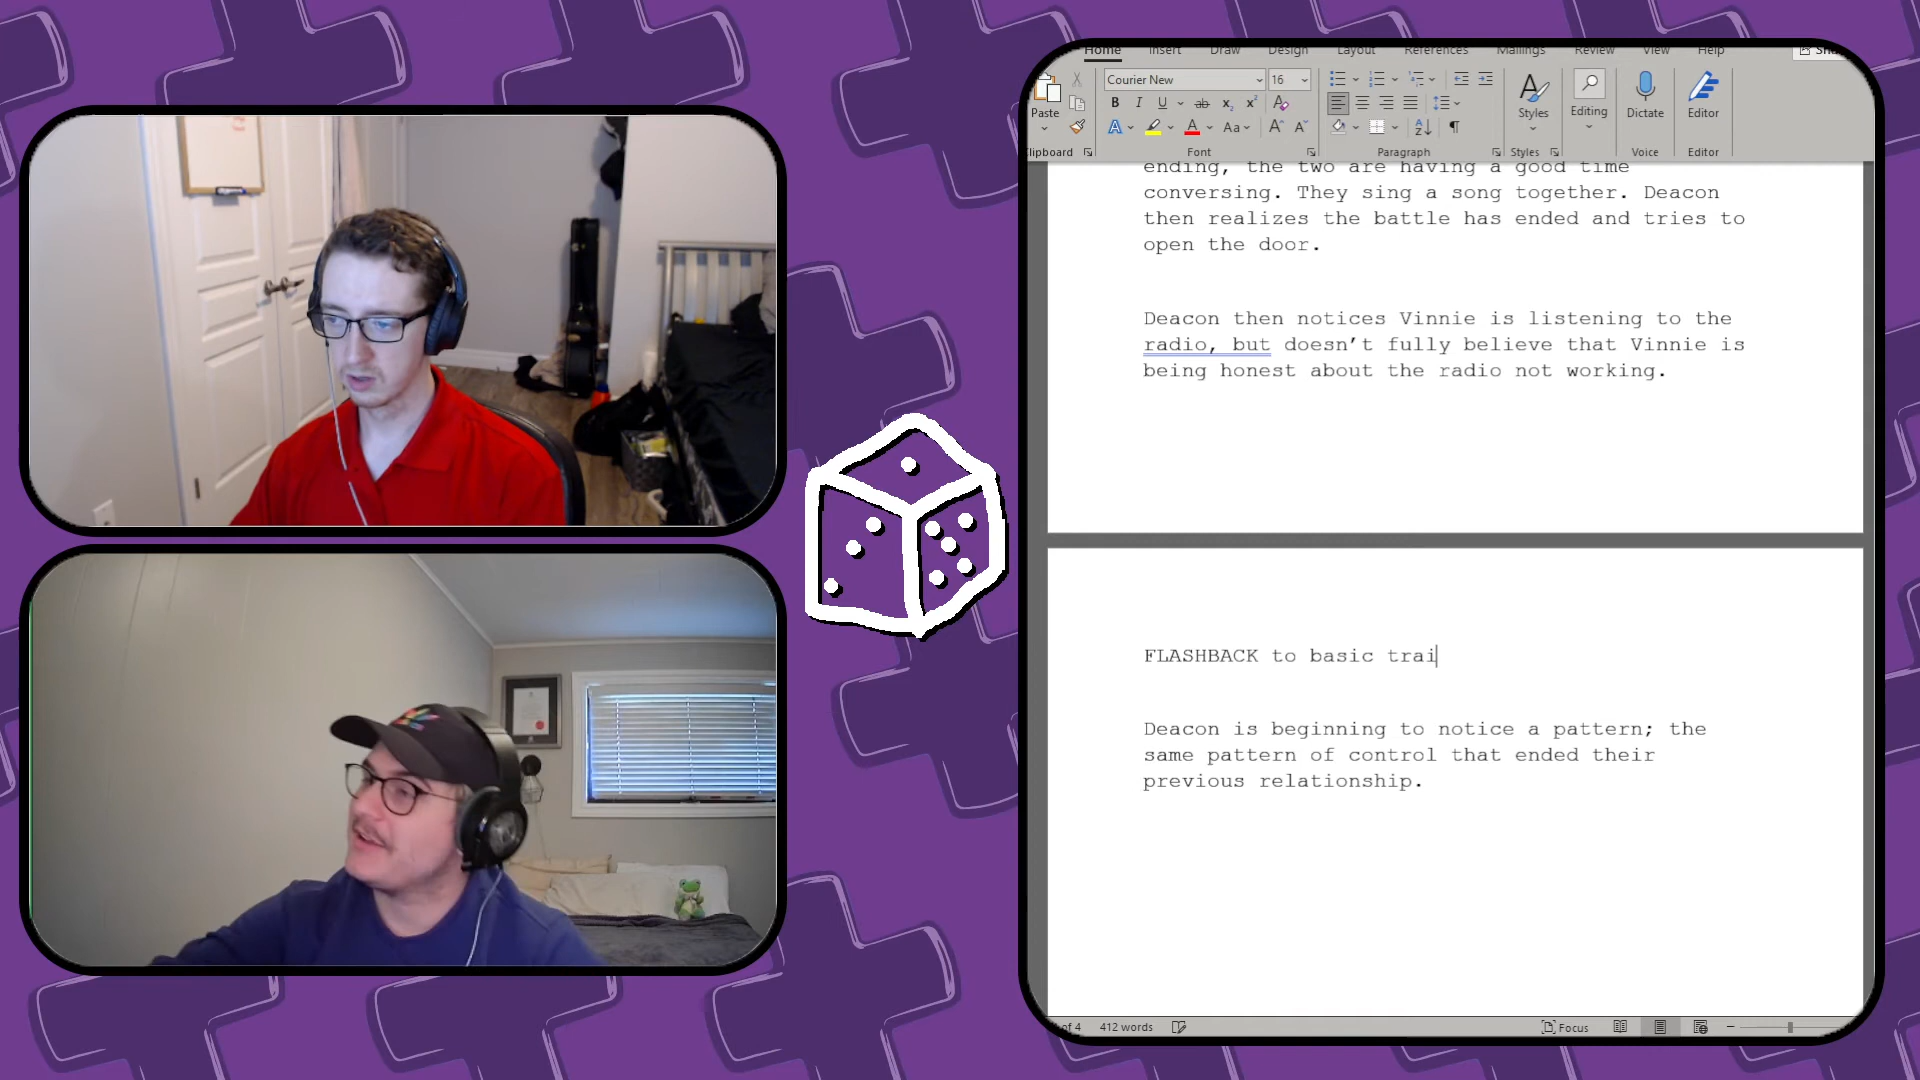 Home Insert Draw Design Layout References Mailings Review View Help
Courier New 16
Paste
Styles Editing Dictate Editor
Font Paragraph Styles Voice Editor
ending, the two are having a good time
conversing. They sing a song together. Deacon
then realizes the battle has ended and tries to
open the door.
Deacon then notices Vinnie is listening to the
radio, but doesn’t fully believe that Vinnie is
being honest about the radio not working.
FLASHBACK to basic trai
Deacon is beginning to notice a pattern; the
same pattern of control that ended their
previous relationship.
of 4 412 words Focus